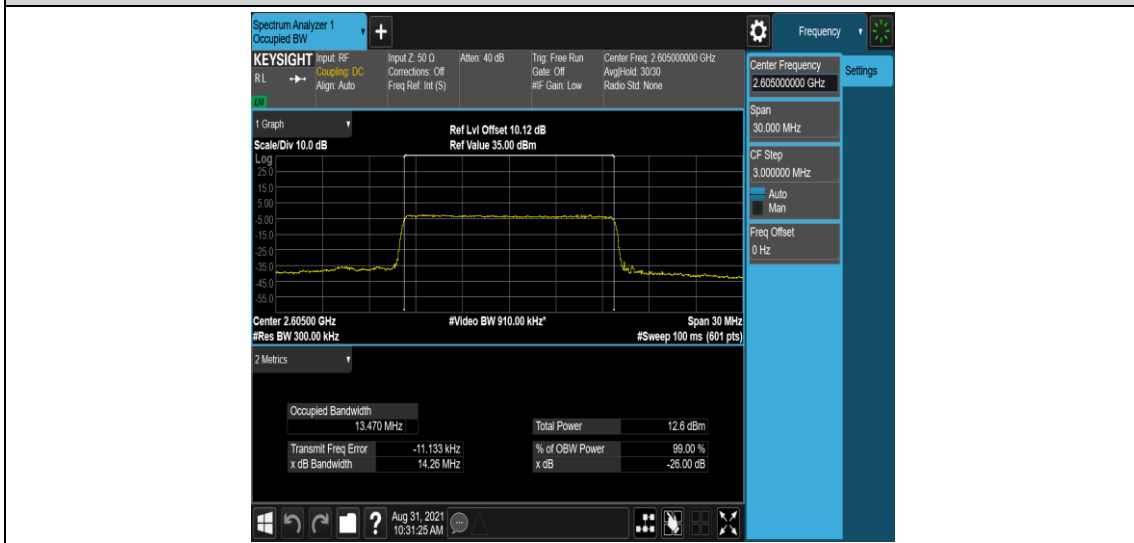 Spectrum Analyzer 1
Occupied BW
+
Frequency
KEYSIGHT
RL
LXI
Input: RF
Coupling: DC
Align: Auto
Input Z: 50 Ω
Corrections: Off
Freq Ref: Int (S)
Atten: 40 dB
Trig: Free Run
Gate: Off
#IF Gain: Low
Center Freq: 2.605000000 GHz
Avg|Hold: 30/30
Radio Std: None
Center Frequency
2.605000000 GHz
Settings
Span
30.000 MHz
CF Step
3.000000 MHz
Auto
Man
Freq Offset
0 Hz
1 Graph
Scale/Div 10.0 dB
Ref Lvl Offset 10.12 dB
Ref Value 35.00 dBm
Log
25.0
15.0
5.00
-5.00
-15.0
-25.0
-35.0
-45.0
-55.0
Center 2.60500 GHz
#Res BW 300.00 kHz
#Video BW 910.00 kHz*
Span 30 MHz
#Sweep 100 ms (601 pts)
2 Metrics
Occupied Bandwidth
13.470 MHz
Total Power 12.6 dBm
Transmit Freq Error -11.133 kHz
% of OBW Power 99.00 %
x dB Bandwidth 14.26 MHz
x dB -26.00 dB
?
Aug 31, 2021
10:31:25 AM